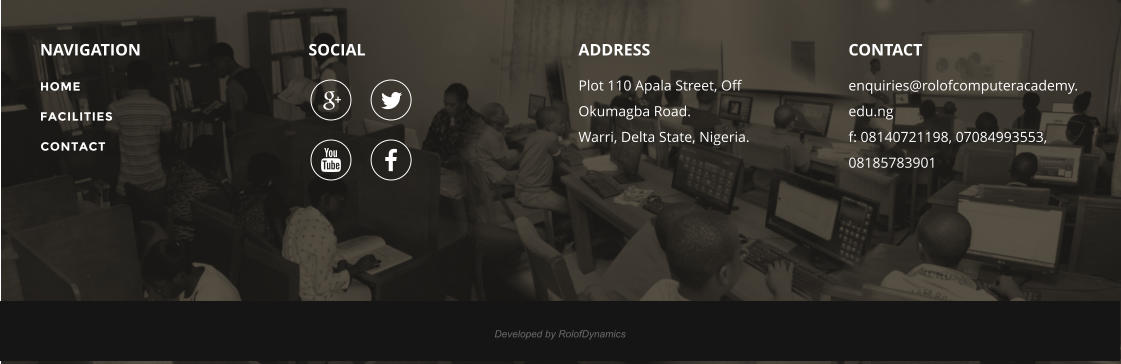 NAVIGATION
HOME
FACILITIES
CONTACT
SOCIAL
g+
You
Tube
f
ADDRESS
Plot 110 Apala Street, Off
Okumagba Road.
Warri, Delta State, Nigeria.
CONTACT
enquiries@rolofcomputeracademy.
edu.ng
f: 08140721198, 07084993553,
08185783901
Developed by RolofDynamics